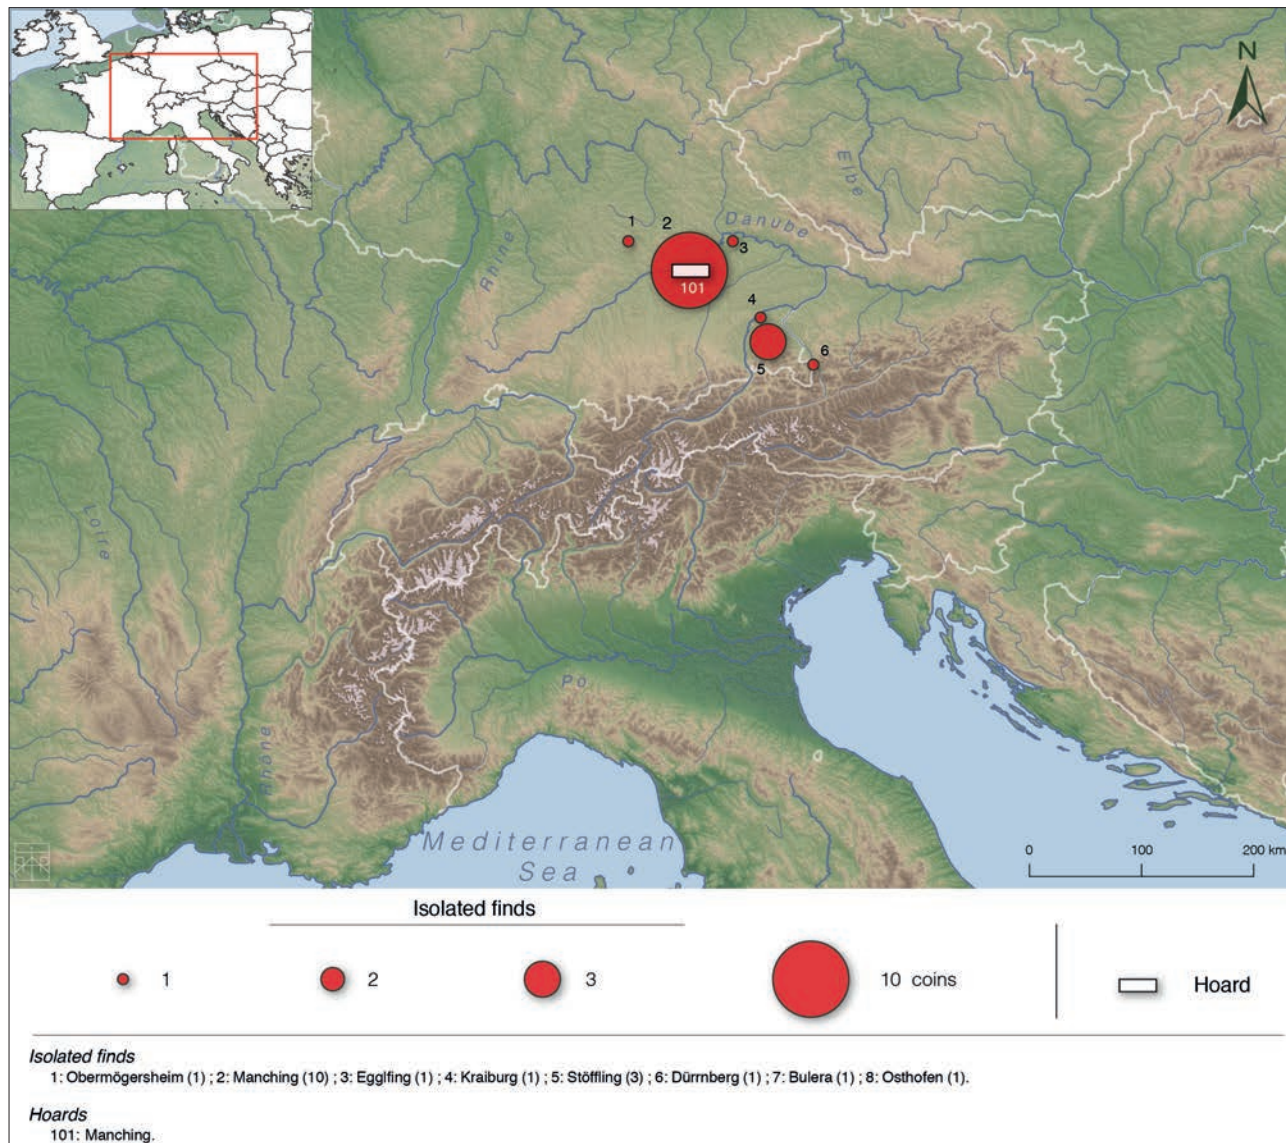 N
Elbe
Danube
Rhine
1
2
3
101
4
5
6
Loire
Po
Rhône
Mediterranean
Sea
0 100 200 km
Isolated finds
1 2 3 10 coins Hoard
Isolated finds
1: Obermögersheim (1) ; 2: Manching (10) ; 3: Egglfing (1) ; 4: Kraiburg (1) ; 5: Stöffling (3) ; 6: Dürrnberg (1) ; 7: Bulera (1) ; 8: Osthofen (1).
Hoards
101: Manching.